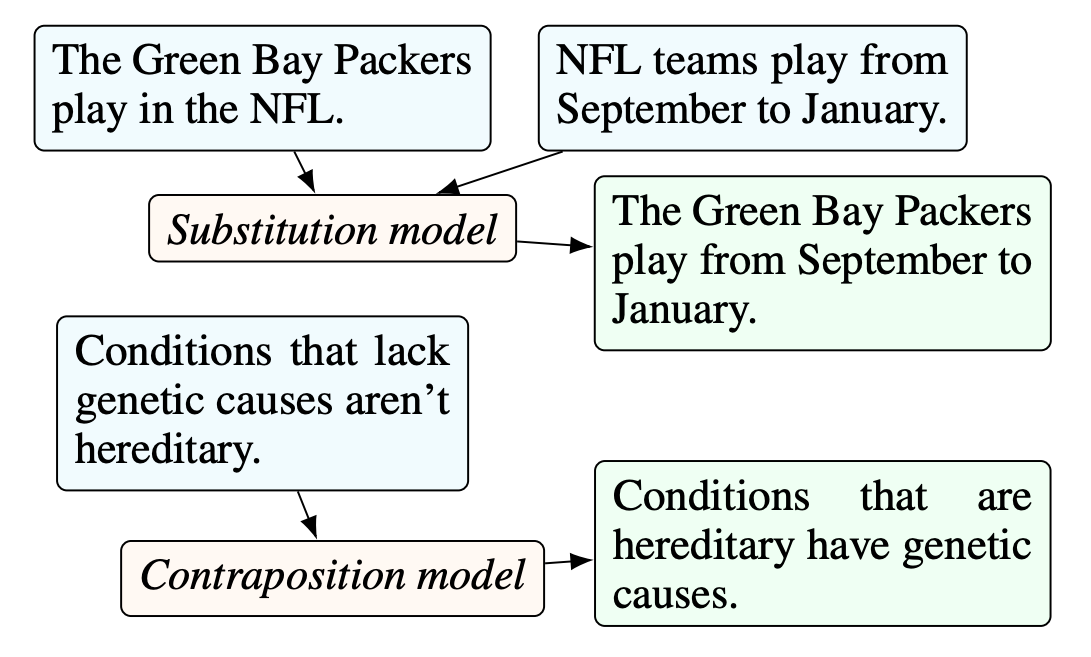 The Green Bay Packers
play in the NFL.
NFL teams play from
September to January.
Substitution model
The Green Bay Packers
play from September to
January.
Conditions that lack
genetic causes aren’t
hereditary.
Contraposition model
Conditions that are
hereditary have genetic
causes.